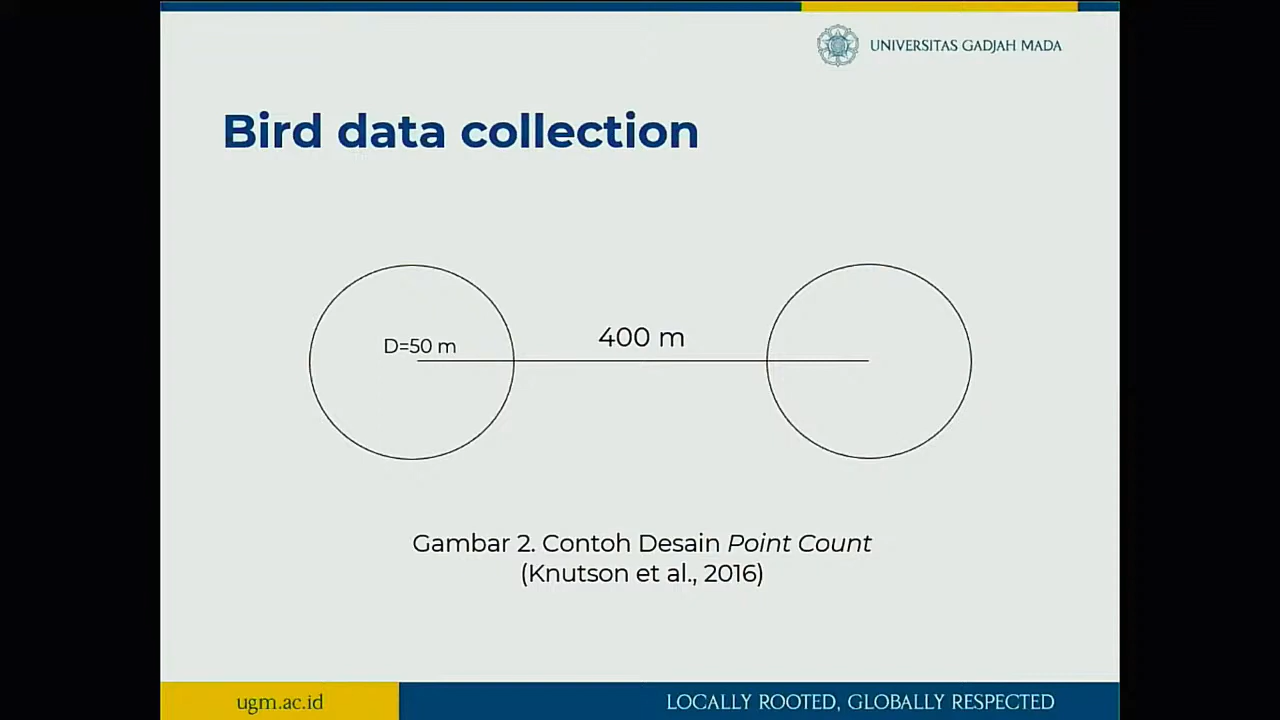 UNIVERSITAS GADJAH MADA
Bird data collection
D=50 m
400 m
Gambar 2. Contoh Desain Point Count
(Knutson et al., 2016)
ugm.ac.id
LOCALLY ROOTED, GLOBALLY RESPECTED